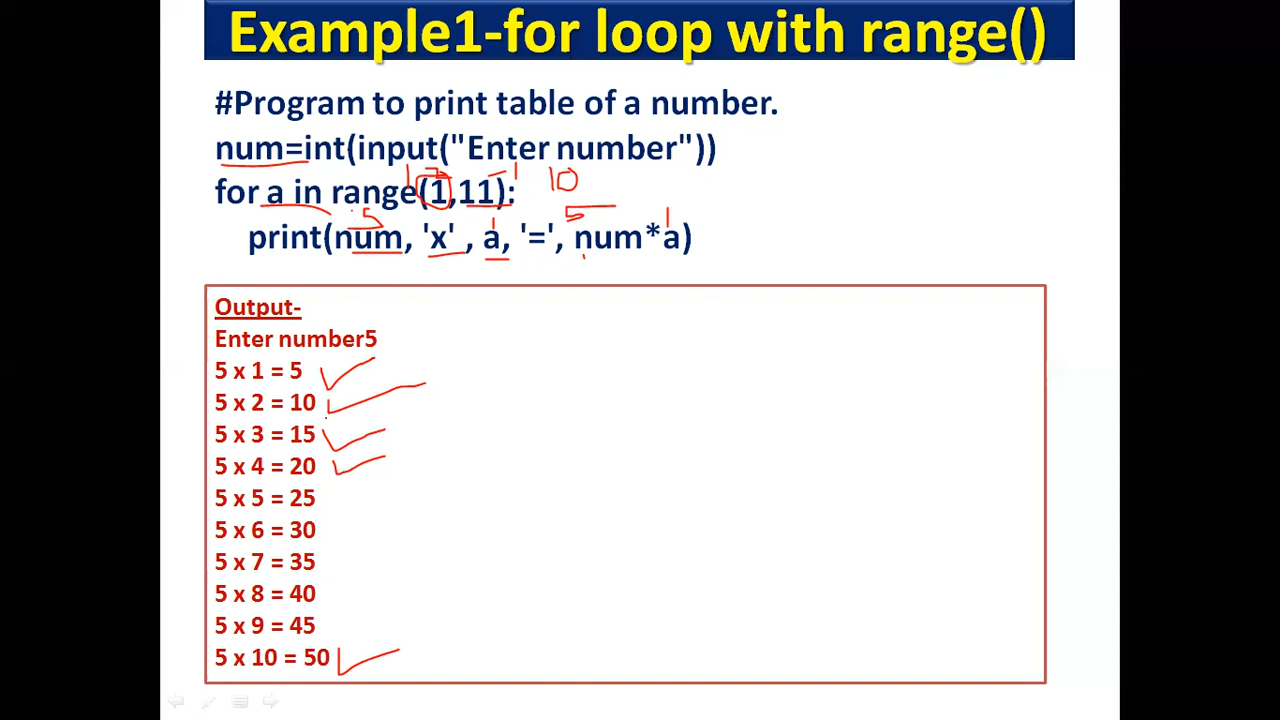 Example1-for loop with range()
#Program to print table of a number.
num=int(input("Enter number"))
for a in range(1,11):
10
5
5
print(num, 'x' , a, '=', num*a)
Output-
Enter number5
5 x 1 = 5
5 x 2 = 10
5 x 3 = 15
5 x 4 = 20
5 x 5 = 25
5 x 6 = 30
5 x 7 = 35
5 x 8 = 40
5 x 9 = 45
5 x 10 = 50